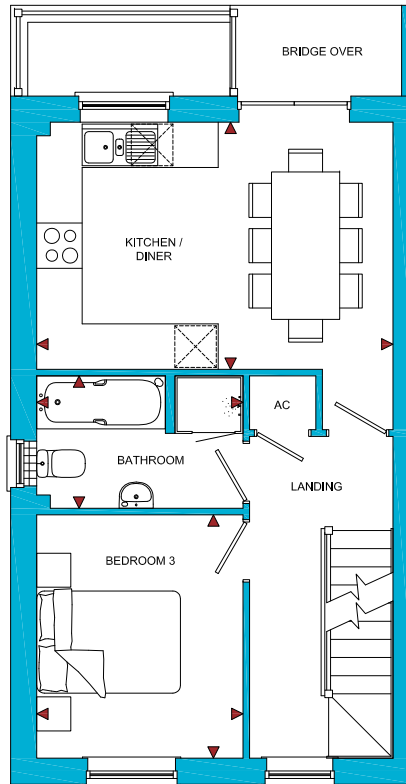 BRIDGE OVER
KITCHEN /
DINER
AC
BATHROOM
LANDING
BEDROOM 3